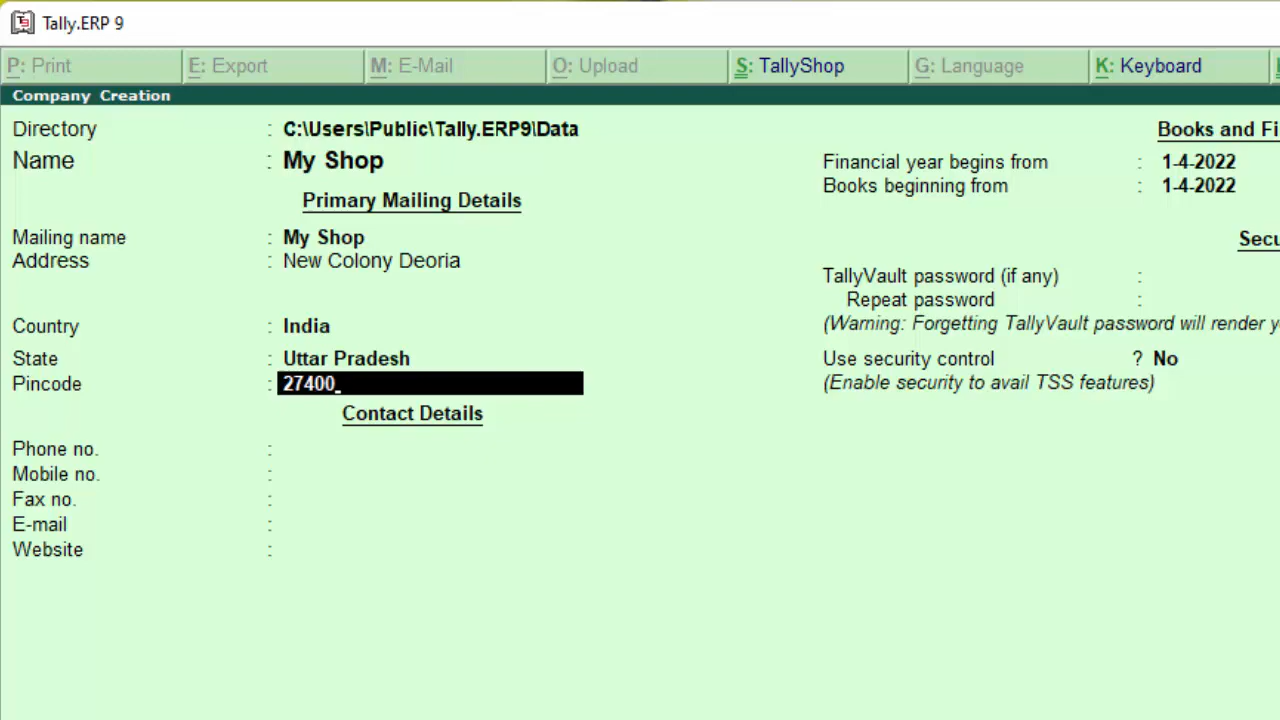 Tally.ERP 9
P: Print E: Export M: E-Mail O: Upload S: TallyShop G: Language K: Keyboard
Company Creation
Directory : C:\Users\Public\Tally.ERP9\Data
Name : My Shop
Primary Mailing Details
Mailing name : My Shop
Address : New Colony Deoria
Country : India
State : Uttar Pradesh
Pincode : 27400_
Contact Details
Phone no. :
Mobile no. :
Fax no. :
E-mail :
Website :
Books and Fi
Financial year begins from : 1-4-2022
Books beginning from : 1-4-2022
Secu
TallyVault password (if any) :
Repeat password :
(Warning: Forgetting TallyVault password will render y
Use security control ? No
(Enable security to avail TSS features)